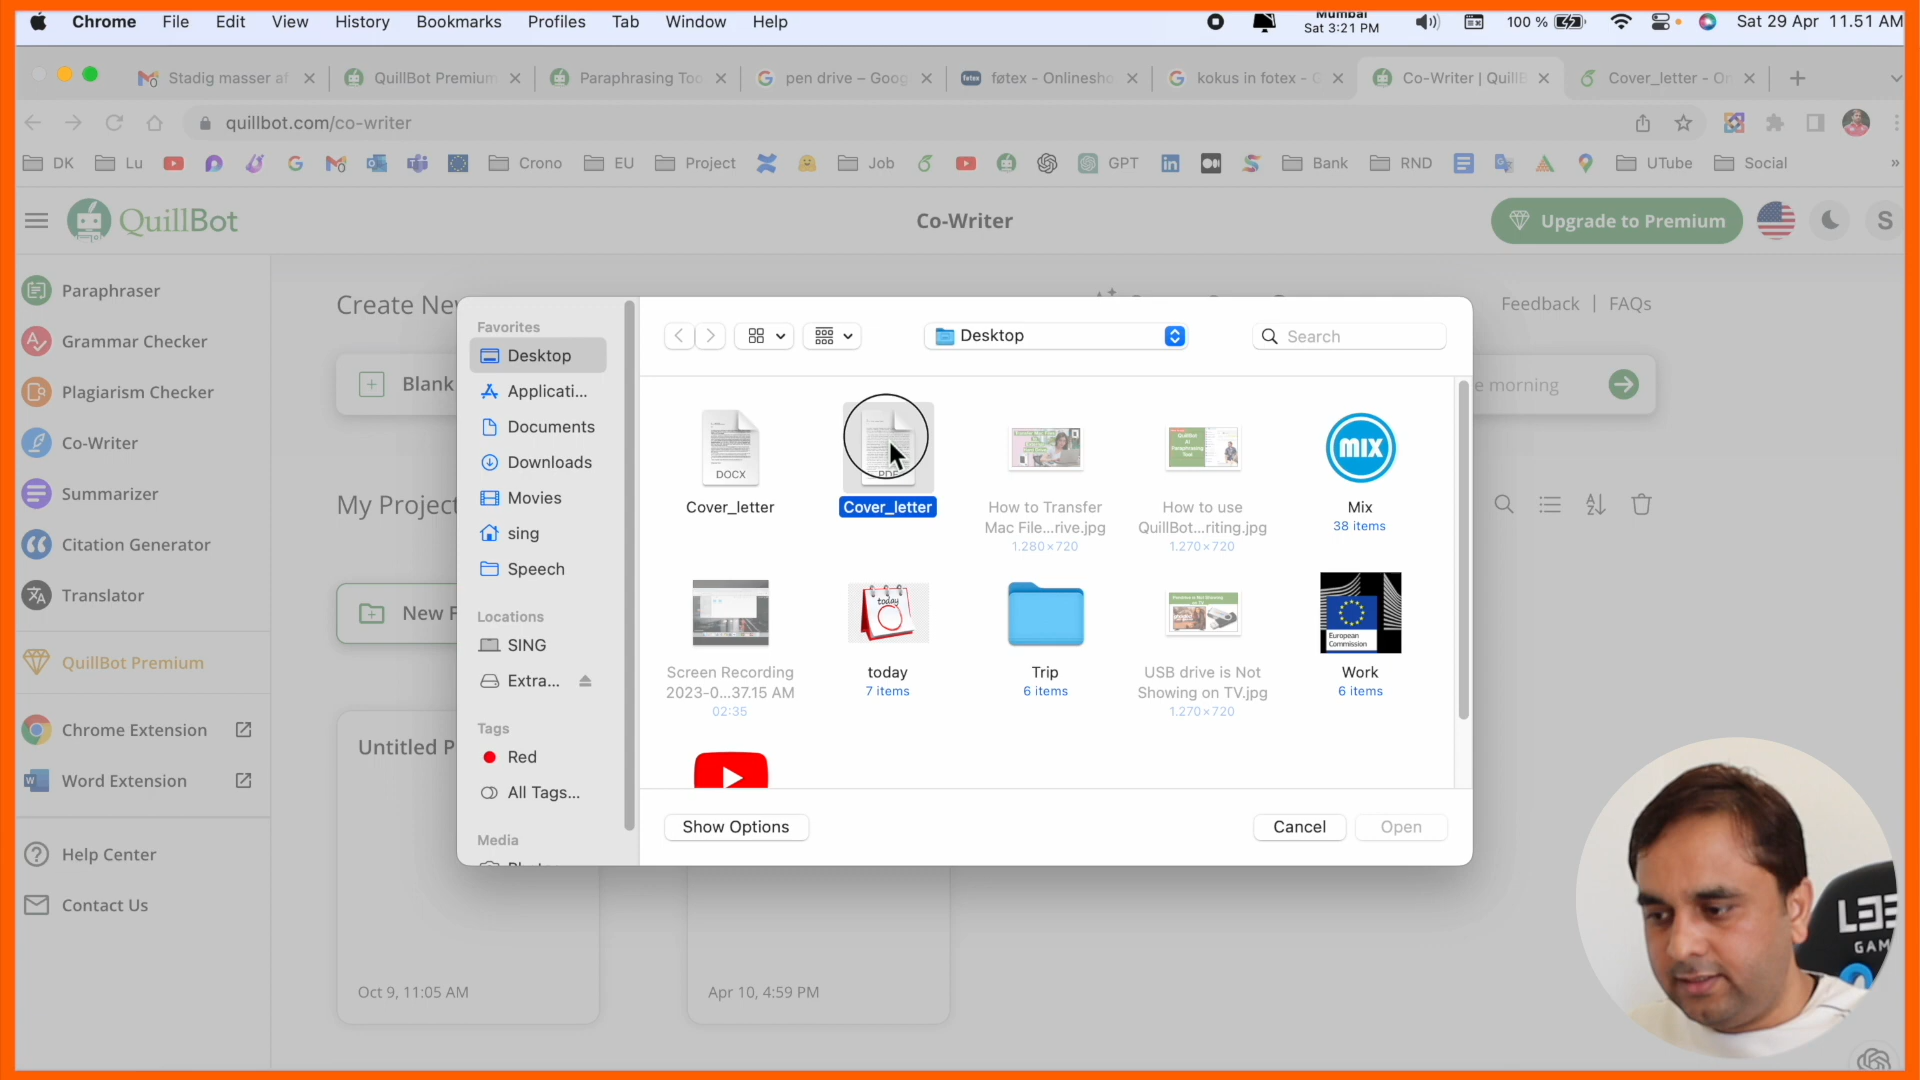 Chrome File Edit View History Bookmarks Profiles Tab Window Help
Mumbai
Sat 3:21 PM
100 %
Sat 29 Apr 11.51 AM
Stadig masser af
QuillBot Premium
Paraphrasing Too
pen drive – Goog
føtex - Onlinesho
kokus in fotex - G
Co-Writer | QuillB
Cover_letter - On
quillbot.com/co-writer
DK Lu Crono EU Project Job GPT Bank RND UTube Social »
QuillBot
Co-Writer
Upgrade to Premium
S
Paraphraser
Grammar Checker
Plagiarism Checker
Co-Writer
Summarizer
Citation Generator
Translator
QuillBot Premium
Chrome Extension
Word Extension
Help Center
Contact Us
Create New
Feedback | FAQs
Blank
e morning
My Project
New F
Untitled P
Oct 9, 11:05 AM
Apr 10, 4:59 PM
Favorites
Desktop
Applicati...
Documents
Downloads
Movies
sing
Speech
Locations
SING
Extra...
Tags
Red
All Tags...
Media
Desktop
Search
DOCX
Cover_letter
PDF
Cover_letter
How to Transfer
Mac File...rive.jpg
1.280×720
How to use
QuillBot...riting.jpg
1.270×720
MIX
Mix
38 items
Screen Recording
2023-0...37.15 AM
02:35
today
today
7 items
Trip
6 items
USB drive is Not
Showing on TV.jpg
1.270×720
European
Commission
Work
6 items
Show Options
Cancel
Open